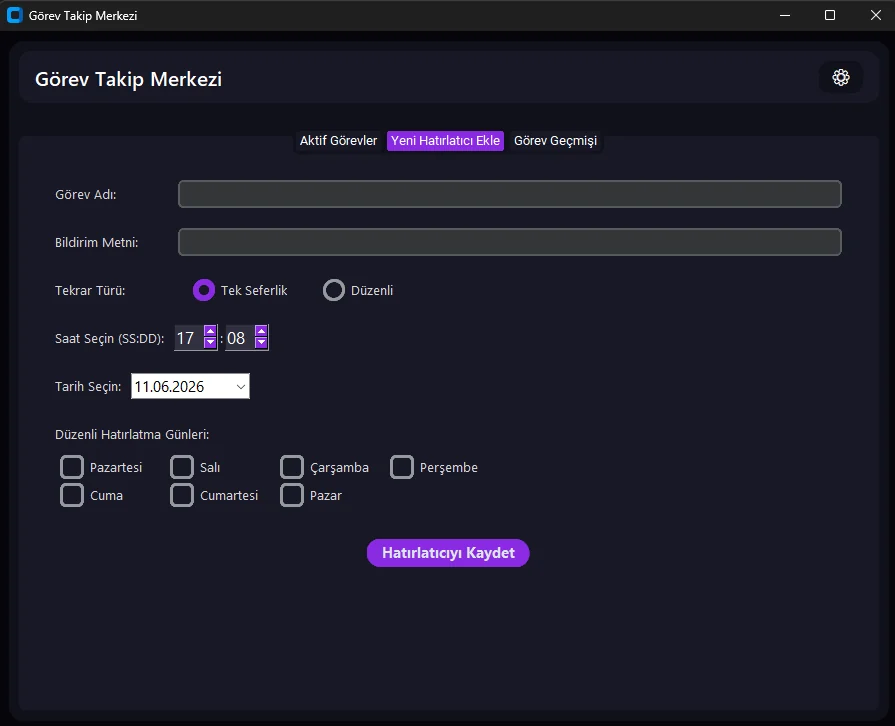 Görev Takip Merkezi
Görev Takip Merkezi
Aktif Görevler Yeni Hatırlatıcı Ekle Görev Geçmişi
Görev Adı:
Bildirim Metni:
Tekrar Türü: Tek Seferlik Düzenli
Saat Seçin (SS:DD): 17 : 08
Tarih Seçin: 11.06.2026
Düzenli Hatırlatma Günleri:
Pazartesi Salı Çarşamba Perşembe
Cuma Cumartesi Pazar
Hatırlatıcıyı Kaydet